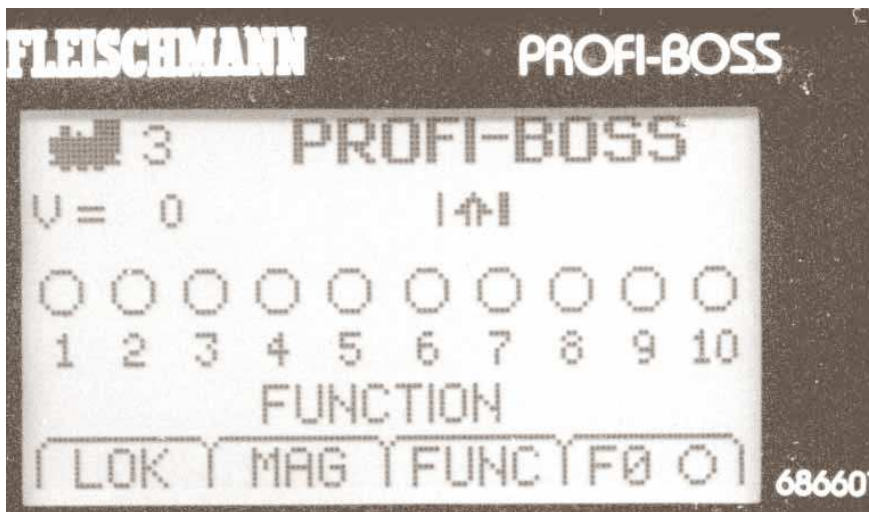 FLEISCHMANN PROFI-BOSS
3 PROFI-BOSS
V= 0
1 2 3 4 5 6 7 8 9 10
FUNCTION
LOK MAG FUNC F0
686601